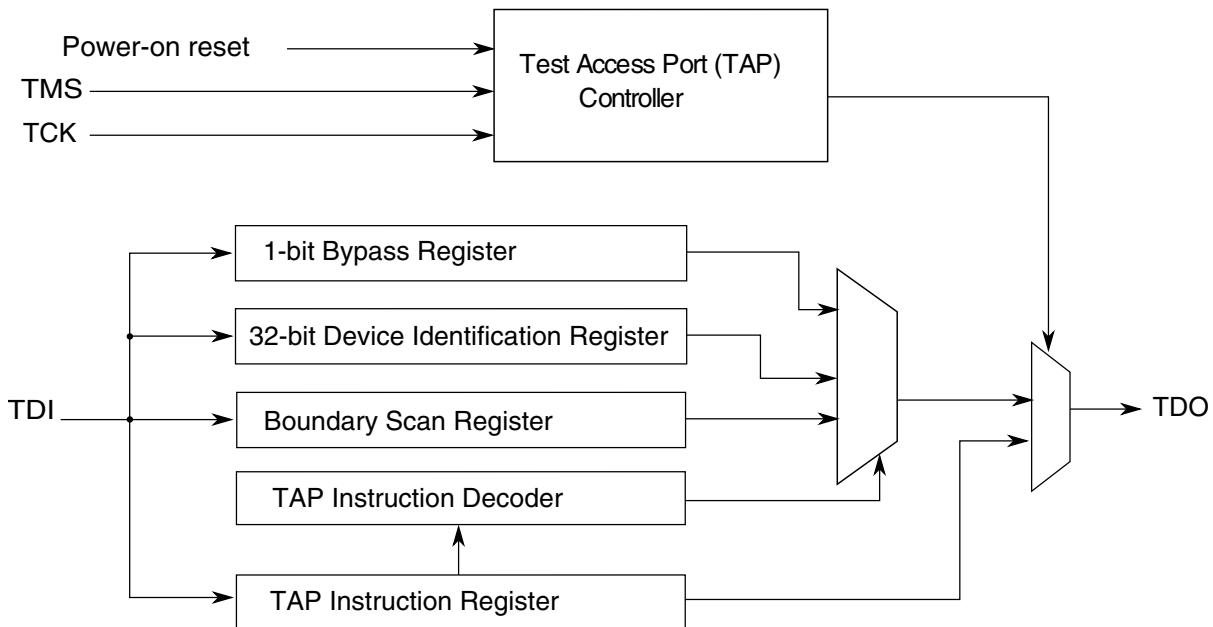 Power-on reset
TMS
TCK
Test Access Port (TAP)
Controller
1-bit Bypass Register
32-bit Device Identification Register
TDI
Boundary Scan Register
TDO
TAP Instruction Decoder
TAP Instruction Register